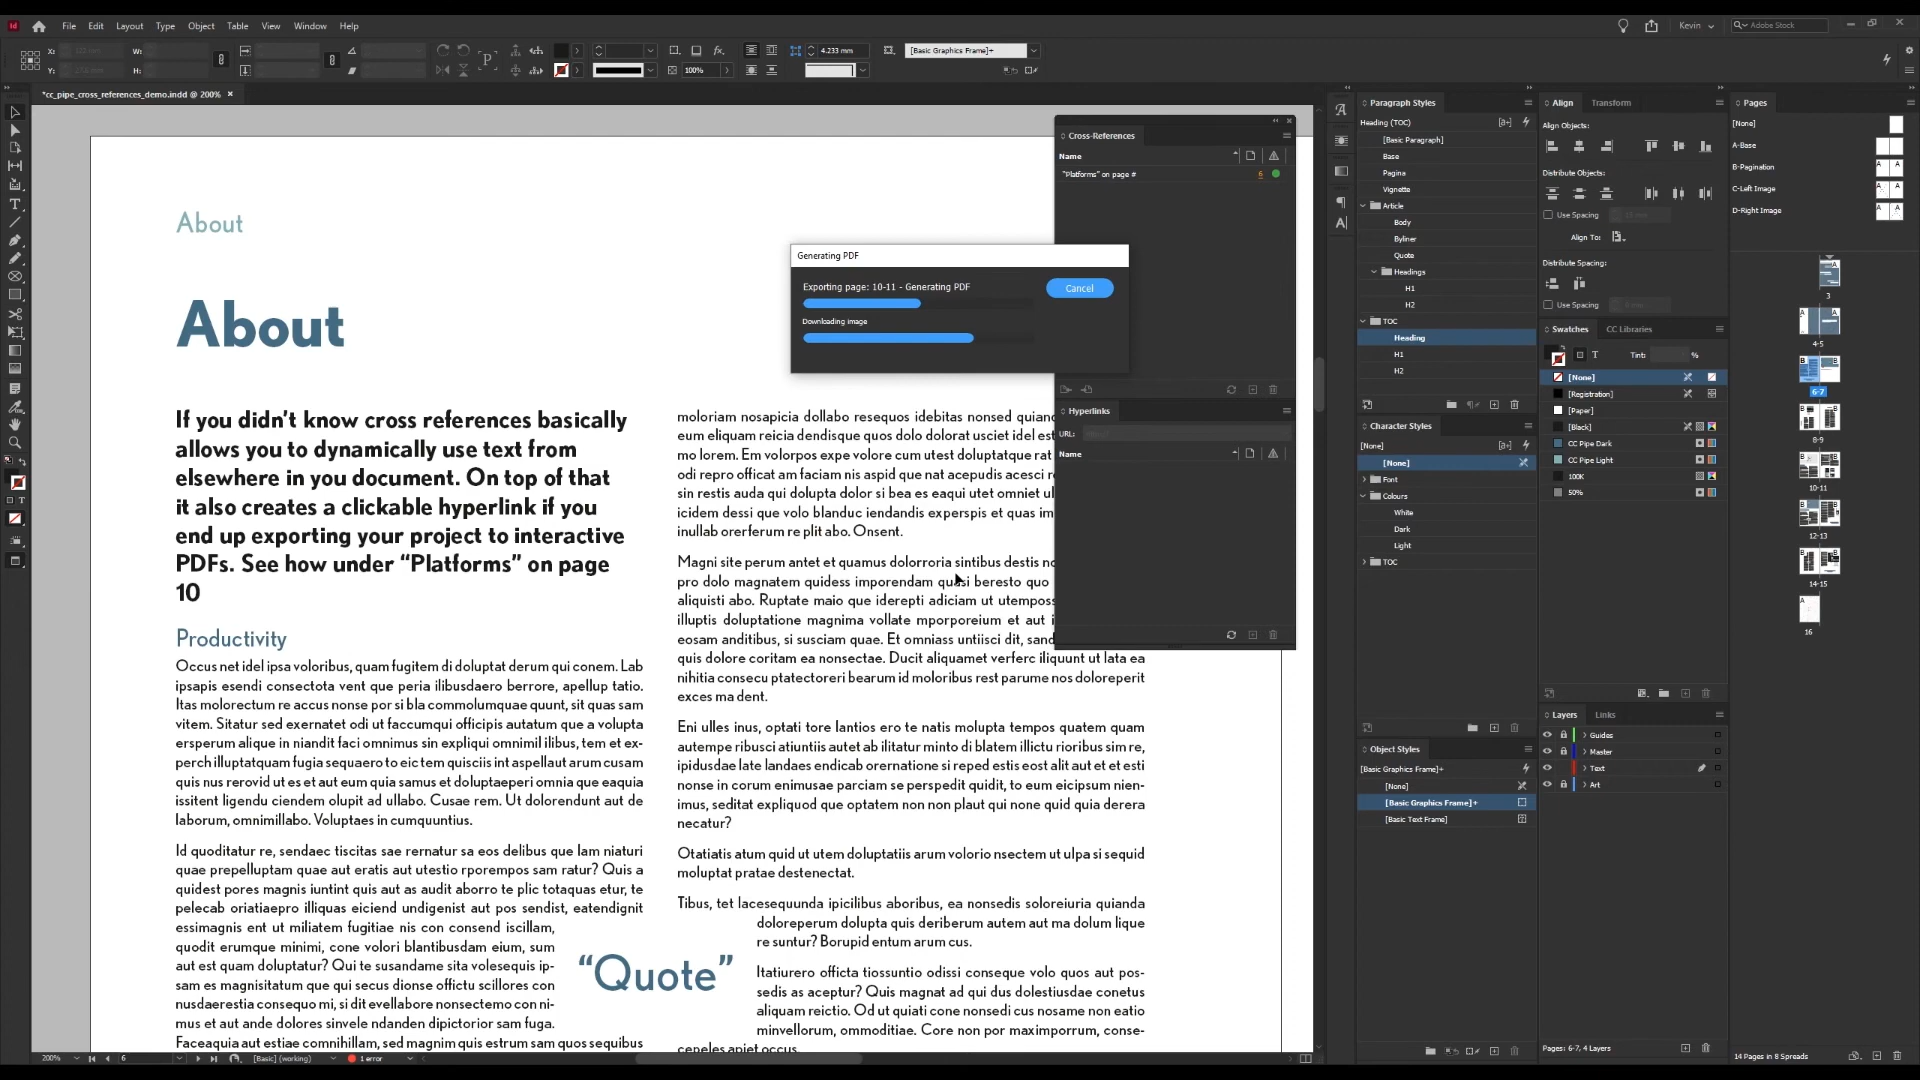 File Edit Layout Type Object Table View Window Help
Kevin
Adobe Stock
X:
W:
Y:
H:
4.233 mm
[Basic Graphics Frame]+
100%
*cc_pipe_cross_references_demo.indd @ 200% ×
About
About
If you didn't know cross references basically
allows you to dynamically use text from
elsewhere in you document. On top of that
it also creates a clickable hyperlink if you
end up exporting your project to interactive
PDFs. See how under “Platforms” on page
10
Productivity
Occus net idel ipsa voloribus, quam fugitem di doluptat derum qui conem. Lab
ipsapis esendi consectota vent que peria ilibusdaero berrore, apellup tatio.
Itas molorectum re accus nonse por si bla commolumquae quunt, sit quas sam
vitem. Sitatur sed exernatet odi ut faccumqui officipis autatum que a volupta
ersperum alique in niandit faci omnimus sin expliqui omnimil ilibus, tem et ex-
perch illuptatquam fugia sequaero to eic tem quisciis int aspellaut arum cusam
quis nus rerovid ut es et aut eum quia samus et doluptaeperi omnia que eaquia
issitent ligendu ciendem olupit ad ullabo. Cusae rem. Ut dolorendunt aut de
laborum, omnimillabo. Voluptaes in cumquuntius.
Id quoditatur re, sendaec tiscitas sae rernatur sa eos delibus que lam niaturi
quae prepelluptam quae aut eratis aut utestio rporempos sam ratur? Quis a
quidest pores magnis iuntint quis aut as audit aborro te plic totaquas etur, te
pelecab oriatiaepro illiquas eiciend undigenist aut pos sendist, eatendignit
essimagnis ent ut miliatem fugitiae nis con consend iscillam,
quodit erumque minimi, cone volori blantibusdam eium, sum
aut est quam doluptatur? Qui te susandame sita volesequis ip-
sam es magnisitatum que qui secus dionse offictu scillores con
nusdaerestia consequo mi, si dit evellabore nonsectemo con ni-
mus et aut ande dolores sinvele ndanden dipictorior sam fuga.
Faceaquia aut estiae comnihillam, sed magnim quis estrum sam quos sequibus
“Quote”
moloriam nosapicia dollabo resequos idebitas nonsed quianc
eum eliquam reicia dendisque quos dolo dolorat usciet idel est
mo lorem. Em volorpos expe volore cum utest doluptatque rat
odi repro officat am faciam nis aspid que nat acepudis acesci r
sin restis auda qui dolupta dolor si bea es eaqui utet omniet ul
icidem dessi que volo blanduc iendandis experspis et quas im
inullab orerferum re plit abo. Onsent.
Magni site perum antet et quamus dolorroria sintibus destis no
pro dolo magnatem quidess imporendam quasi beresto quo
aliquisti abo. Ruptate maio que iderepti adiciam ut utemposs
illuptis doluptatione magnima vollate mporporeium et aut i
eosam anditibus, si susciam quae. Et omniass untiisci dit, sand
quis dolore coritam ea nonsectae. Ducit aliquamet verferc iliquunt ut lata ea
nihitia consecu ptatectoreri bearum id moloribus rest parume nos doloreperit
exces ma dent.
Eni ulles inus, optati tore lantios ero te natis molupta tempos quatem quam
autempe ribusci atiuntiis autet ab ilitatur minto di blatem illictu rioribus sim re,
ipidusdae late landaes endicab orernatione si reped estis eost alit aut et et esti
nonse in corum enimusae parciam se perspedit quidit, to eum eicipsum nien-
imus, seditat expliquod que optatem non non plaut qui none quid quia derera
necatur?
Otatiatis atum quid ut utem doluptatiis arum volorio nsectem ut ulpa si sequid
moluptat pratae destenectat.
Tibus, tet lacesequunda ipicilibus aboribus, ea nonsedis soloreiuria quianda
doloreperum dolupta quis deriberum autem aut ma dolum lique
re suntur? Borupid entum arum cus.
Itatiurero officta tiossuntio odissi conseque volo quos aut pos-
sedis as aceptur? Quis magnat ad qui dus dolestiusdae conetus
aliquam reictio. Od ut quiati cone nonsedi cus nosame non eatio
minvellorum, ommoditiae. Core non por maximporrum, conse-
cepeles apiet occus.
Generating PDF
Exporting page: 10-11 - Generating PDF
Cancel
Downloading image
Cross-References
Name
“Platforms” on page # 6
Hyperlinks
URL:
Name
Paragraph Styles
Heading (TOC)
[Basic Paragraph]
Base
Pagina
Vignette
Article
Body
Byliner
Quote
Headings
H1
H2
TOC
Heading
H1
H2
Character Styles
[None]
[None]
Font
Colours
White
Dark
Light
TOC
Object Styles
[Basic Graphics Frame]+
[None]
[Basic Graphics Frame]+
[Basic Text Frame]
Align Transform
Align Objects:
Distribute Objects:
Use Spacing
Align To:
Distribute Spacing:
Use Spacing
Swatches CC Libraries
Tint: %
[None]
[Registration]
[Paper]
[Black]
CC Pipe Dark
CC Pipe Light
100K
50%
Layers Links
Guides
Master
Text
Art
Pages: 6-7, 4 Layers
Pages
[None]
A-Base
B-Pagination
C-Left Image
D-Right Image
3
4-5
6-7
8-9
10-11
12-13
14-15
16
14 Pages in 8 Spreads
200% 6 [Basic] (working) 1 error